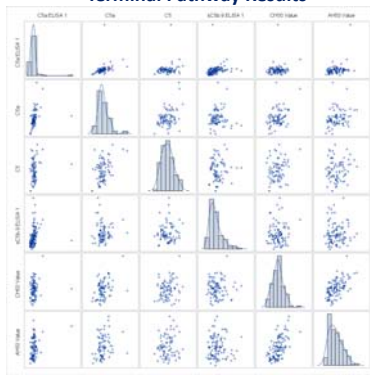 Terminal Pathway Results
C5a/ELISA 1 C5a C5 sC5b-9 ELISA 1 CH50 Value AH50 Value
C5a/ELISA 1
C5a
C5
sC5b-9 ELISA 1
CH50 Value
AH50 Value